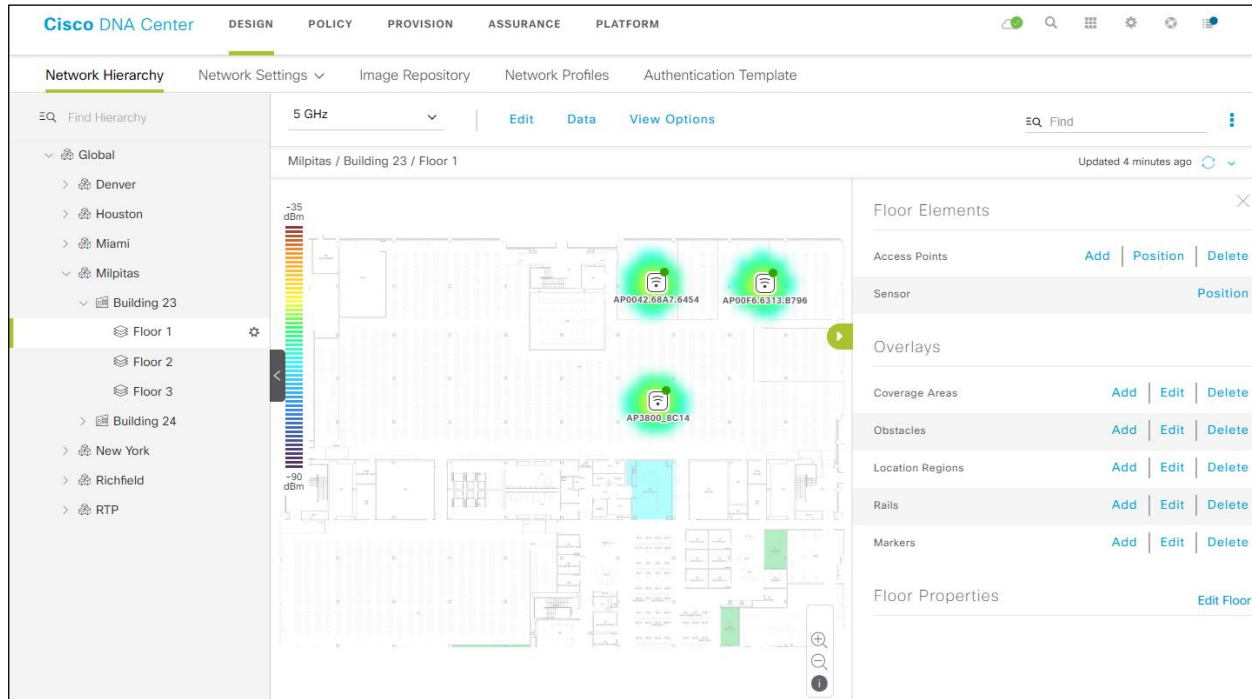 Cisco DNA Center DESIGN POLICY PROVISION ASSURANCE PLATFORM
Network Hierarchy Network Settings Image Repository Network Profiles Authentication Template
Find Hierarchy
Global
Denver
Houston
Miami
Milpitas
Building 23
Floor 1
Floor 2
Floor 3
Building 24
New York
Richfield
RTP
5 GHz Edit Data View Options Find
Milpitas / Building 23 / Floor 1 Updated 4 minutes ago
-35
dBm
AP0042.68A7.6454 AP00F6.6313.B796
AP3800_8C14
-90
dBm
Floor Elements
Access Points Add Position Delete
Sensor Position
Overlays
Coverage Areas Add Edit Delete
Obstacles Add Edit Delete
Location Regions Add Edit Delete
Rails Add Edit Delete
Markers Add Edit Delete
Floor Properties Edit Floor